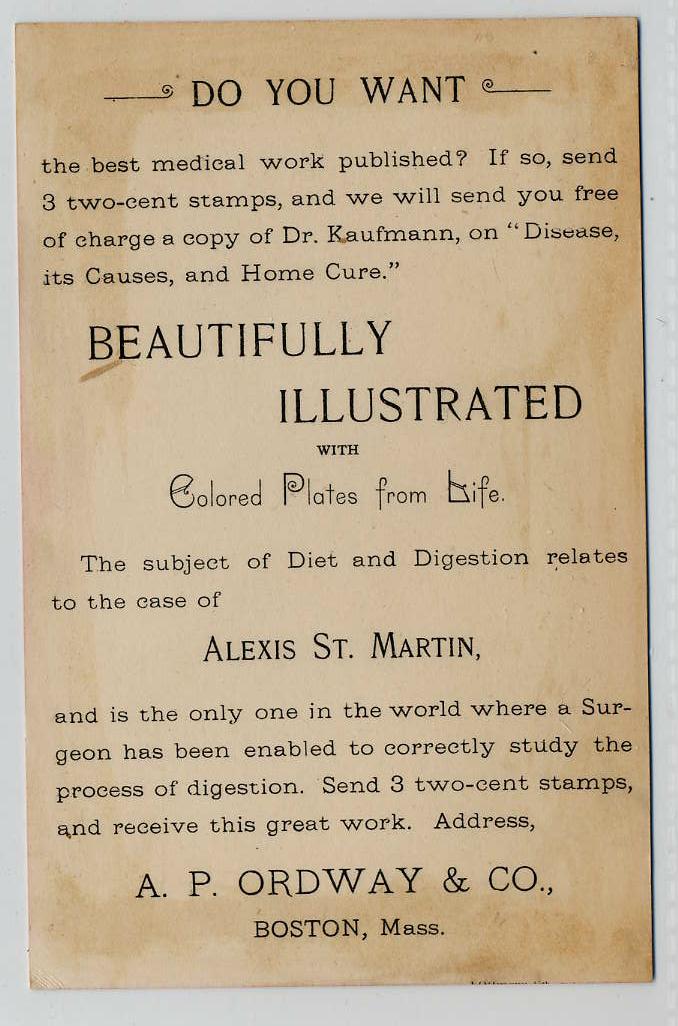 DO YOU WANT
the best medical work published? If so, send
3 two-cent stamps, and we will send you free
of charge a copy of Dr. Kaufmann, on "Disease,
its Causes, and Home Cure."
BEAUTIFULLY
ILLUSTRATED
WITH
Colored Plates from Life.
The subject of Diet and Digestion relates
to the case of
ALEXIS ST. MARTIN,
and is the only one in the world where a Sur-
geon has been enabled to correctly study the
process of digestion. Send 3 two-cent stamps,
and receive this great work. Address,
A. P. ORDWAY & CO.,
BOSTON, Mass.